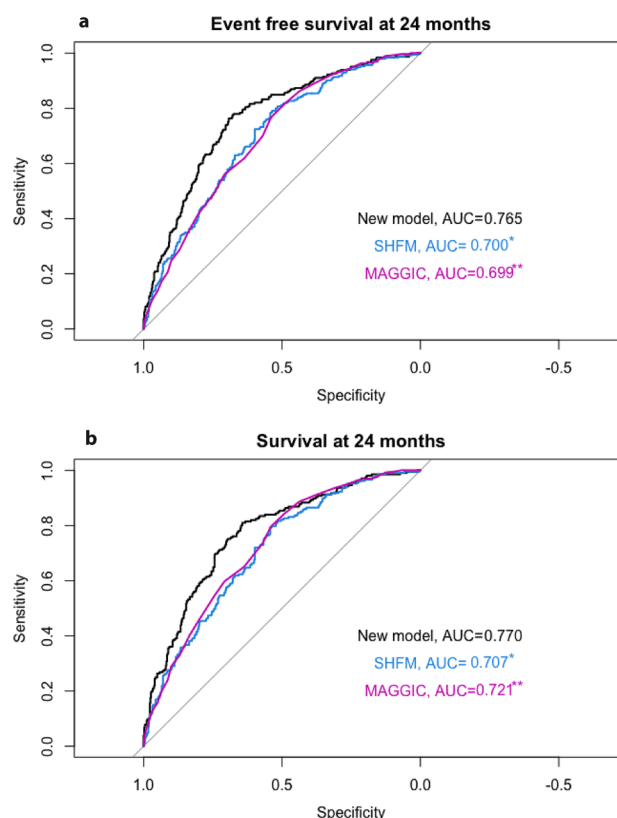 a
Event free survival at 24 months
1.0
0.8
0.6
0.4
0.2
0.0
Sensitivity
New model, AUC=0.765
SHFM, AUC= 0.700*
MAGGIC, AUC=0.699**
1.0 0.5 0.0 -0.5
Specificity
b
Survival at 24 months
1.0
0.8
0.6
0.4
0.2
0.0
Sensitivity
New model, AUC=0.770
SHFM, AUC= 0.707*
MAGGIC, AUC=0.721**
1.0 0.5 0.0 -0.5
Specificity